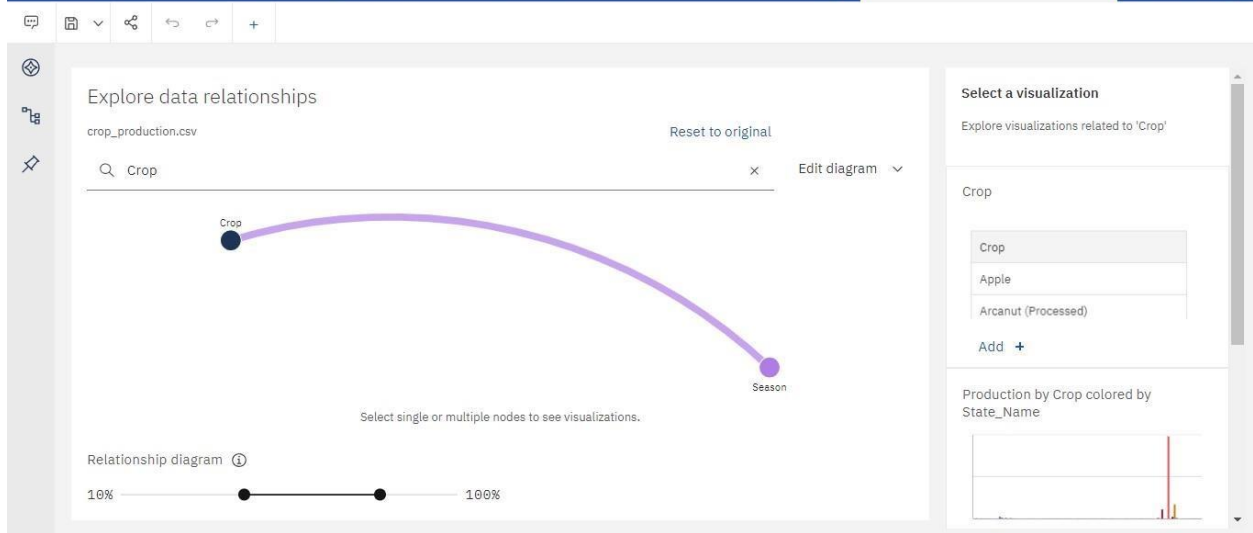 Explore data relationships
crop_production.csv
Reset to original
Crop
Edit diagram
Crop
Season
Select single or multiple nodes to see visualizations.
Relationship diagram
10%
100%
Select a visualization
Explore visualizations related to 'Crop'
Crop
Crop
Apple
Arcanut (Processed)
Add +
Production by Crop colored by
State_Name